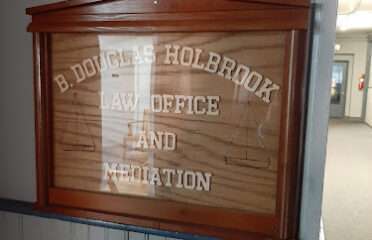 B. DOUGLAS HOLBROOK
LAW OFFICE
AND
MEDIATION